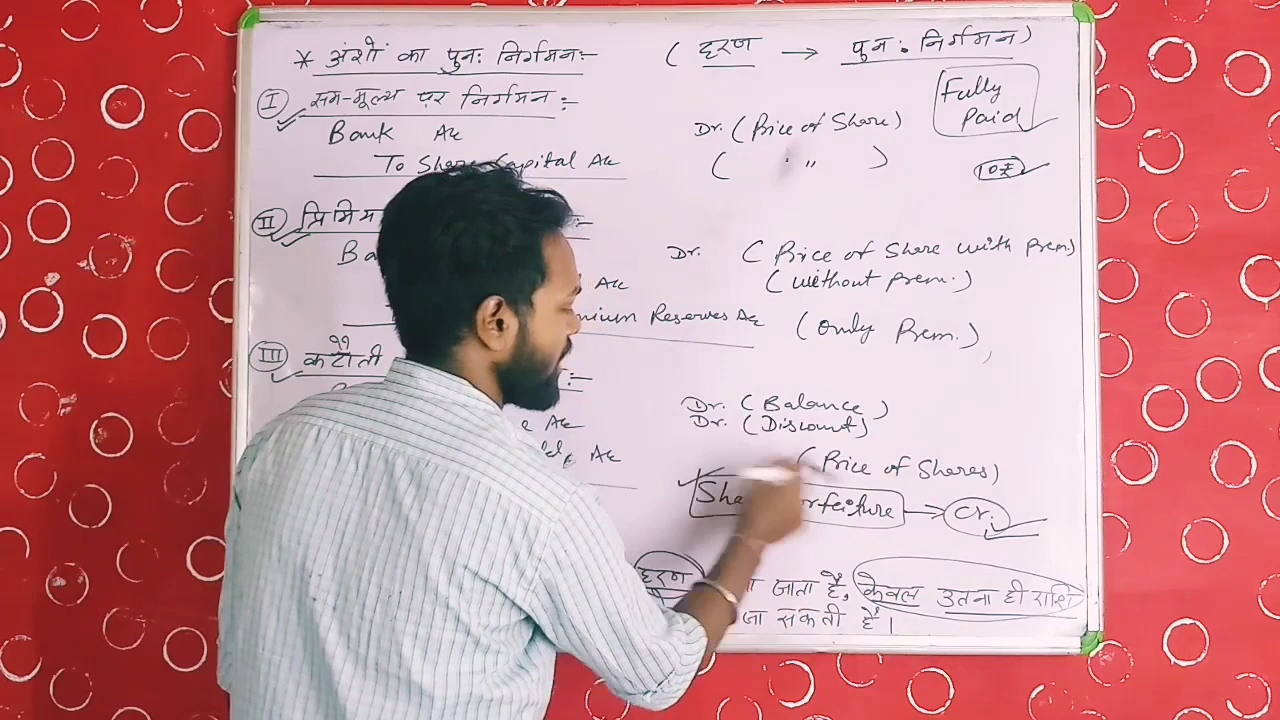 * अंशों का पुनः निर्गमन :- ( हरण → पुनः निर्गमन )
I सम-मूल्य पर निर्गमन :-
Fully Paid
Bank A/c Dr. (Price of Share)
To Share Capital A/c ( " " )
10₹
II प्रिमिय :-
Ba Dr. (Price of Share with Prem.)
A/c (without prem.)
mium Reserves A/c (Only Prem.)
III कटौती :-
Dr. (Balance)
e A/c Dr. (Discount)
A/c (Price of Shares)
Sha orfeiture → Cr.
हरण ा जाता है, केवल उतना ही राशि
जा सकती है।